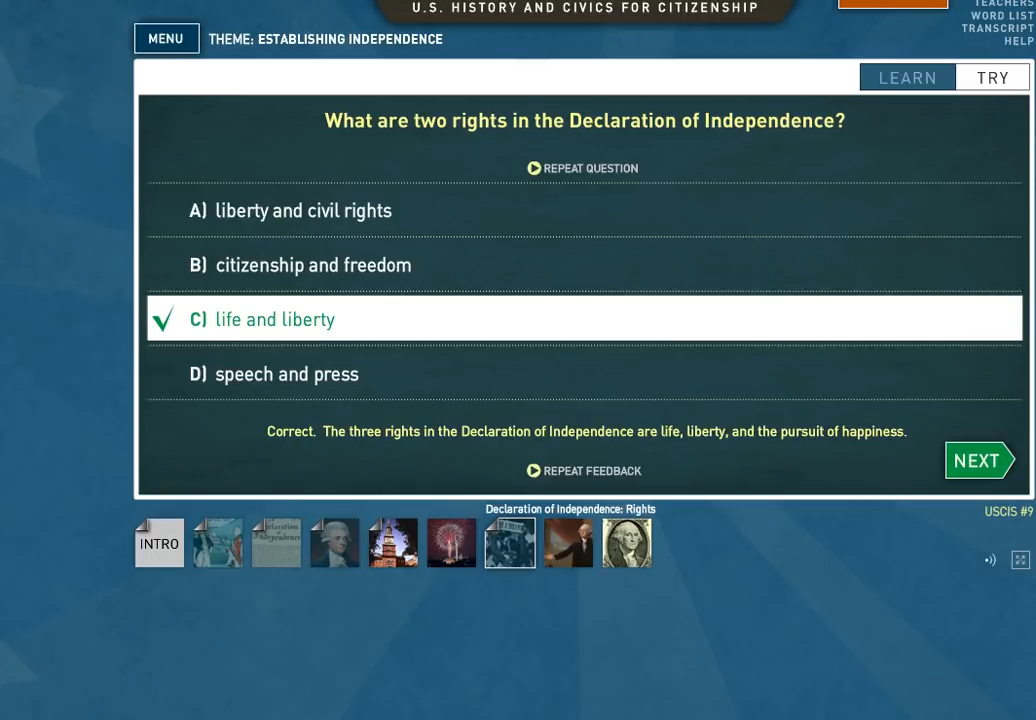 U.S. HISTORY AND CIVICS FOR CITIZENSHIP
TEACHERS
WORD LIST
TRANSCRIPT
HELP
MENU
THEME: ESTABLISHING INDEPENDENCE
LEARN
TRY
What are two rights in the Declaration of Independence?
REPEAT QUESTION
A) liberty and civil rights
B) citizenship and freedom
C) life and liberty
D) speech and press
Correct. The three rights in the Declaration of Independence are life, liberty, and the pursuit of happiness.
NEXT
REPEAT FEEDBACK
Declaration of Independence: Rights
USCIS #9
INTRO